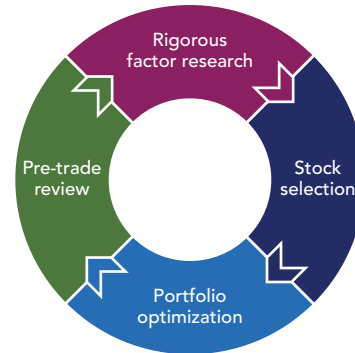 Rigorous
factor research
Stock
selection
Portfolio
optimization
Pre-trade
review